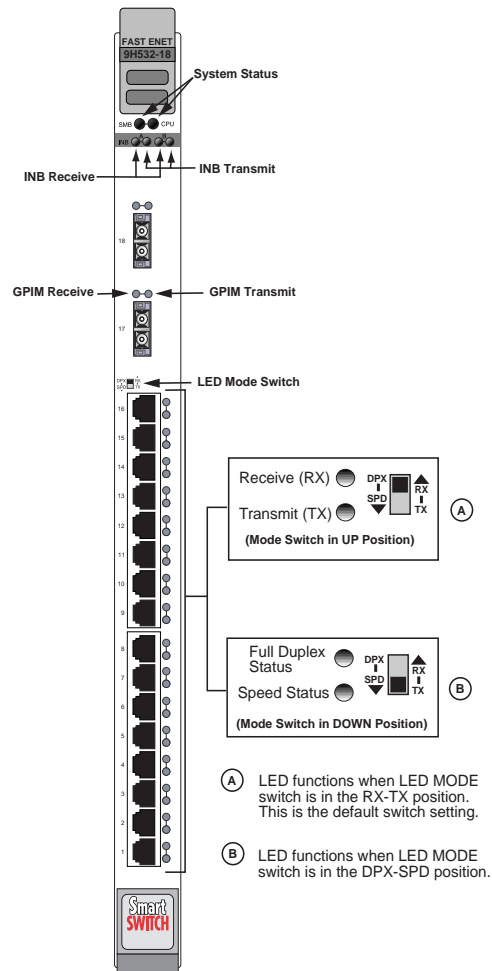 FAST ENET
9H532-18
System Status
SMB CPU
INB A B
INB Receive
INB Transmit
18
GPIM Receive
GPIM Transmit
17
DPX RX
SPD TX
LED Mode Switch
16
15
14
13
12
11
10
9
8
7
6
5
4
3
2
1
Receive (RX)
Transmit (TX)
DPX
SPD
RX
TX
(Mode Switch in UP Position)
A
Full Duplex
Status
Speed Status
DPX
SPD
RX
TX
(Mode Switch in DOWN Position)
B
A LED functions when LED MODE
switch is in the RX-TX position.
This is the default switch setting.
B LED functions when LED MODE
switch is in the DPX-SPD position.
Smart
SWITCH